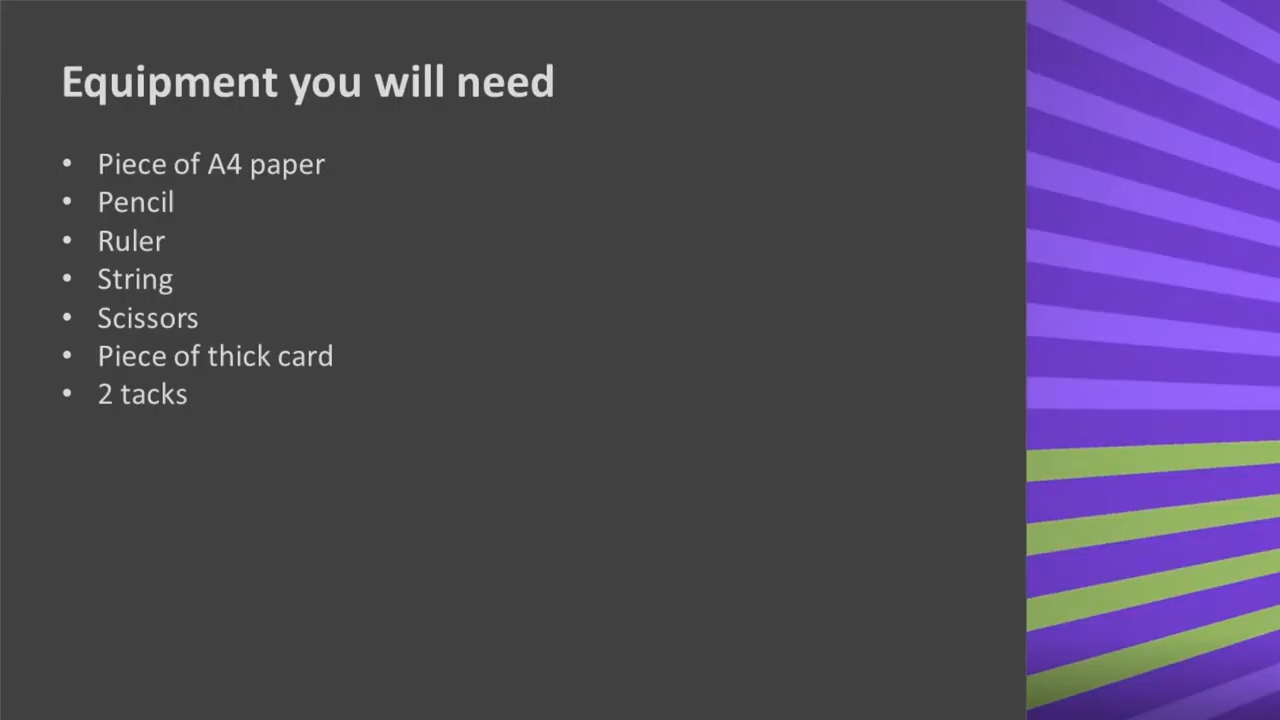 Equipment you will need
• Piece of A4 paper
• Pencil
• Ruler
• String
• Scissors
• Piece of thick card
• 2 tacks